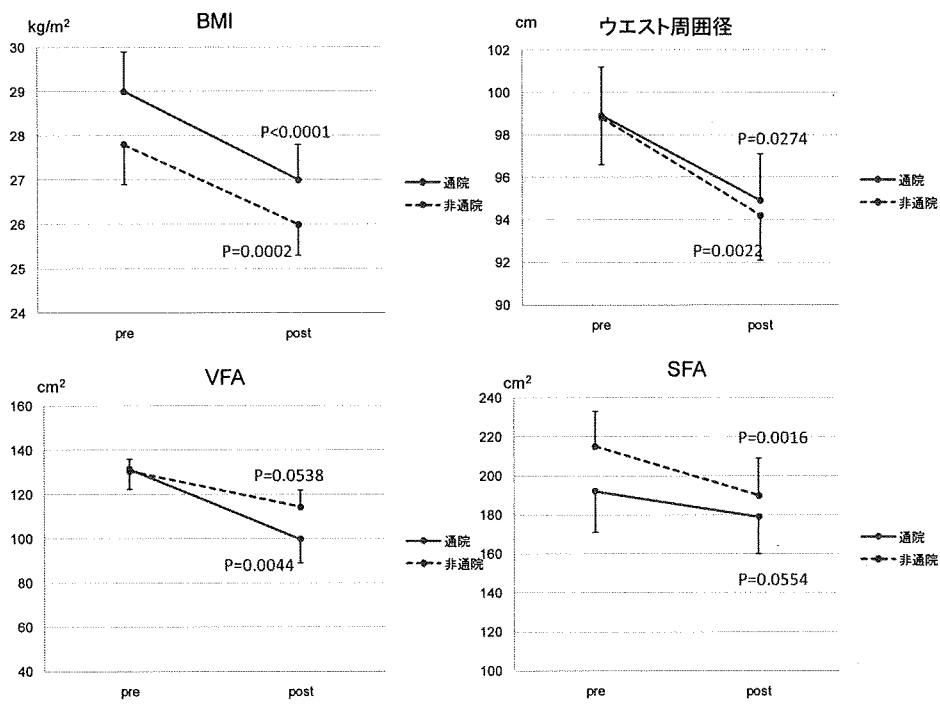 BMI
kg/m²
30
29
28
27
26
25
24
P<0.0001
P=0.0002
pre
post
通院
非通院
ウエスト周囲径
cm
102
100
98
96
94
92
90
P=0.0274
P=0.0022
pre
post
通院
非通院
VFA
cm²
160
140
120
100
80
60
40
P=0.0538
P=0.0044
pre
post
通院
非通院
SFA
cm²
240
220
200
180
160
140
120
100
P=0.0016
P=0.0554
pre
post
通院
非通院